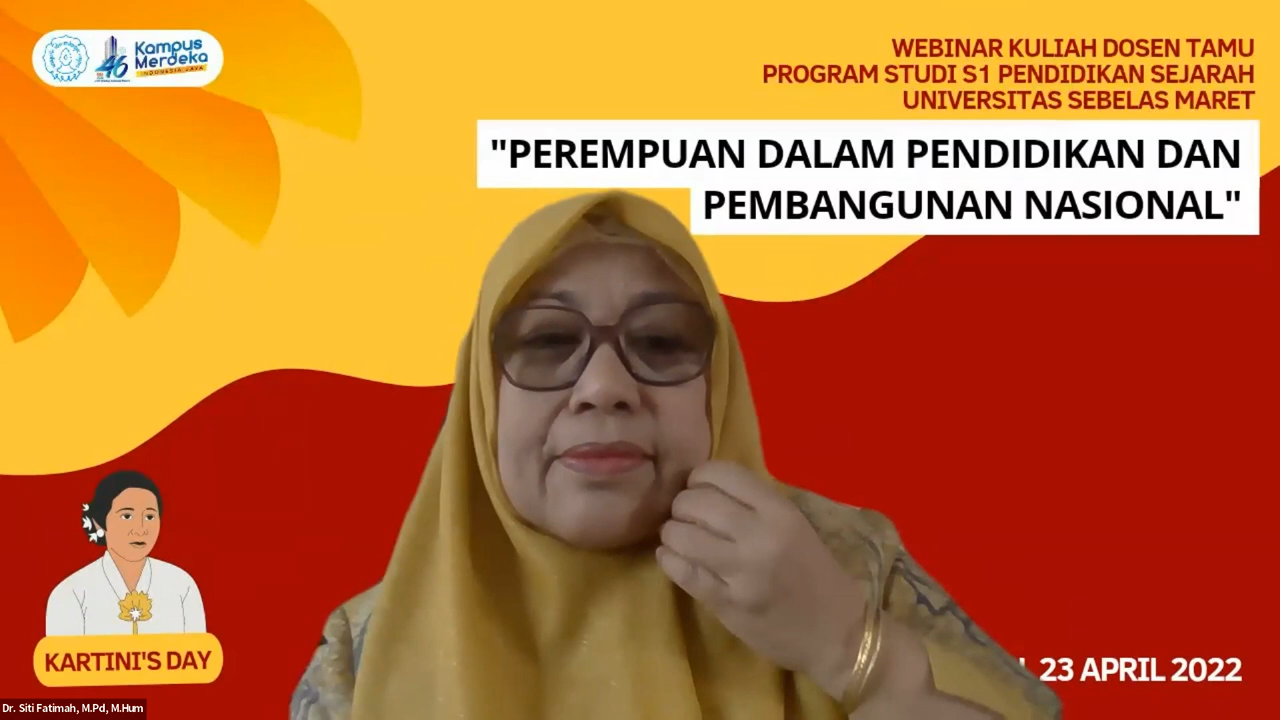 46
Kampus
Merdeka
INDONESIA JAYA
WEBINAR KULIAH DOSEN TAMU
PROGRAM STUDI S1 PENDIDIKAN SEJARAH
UNIVERSITAS SEBELAS MARET
"PEREMPUAN DALAM PENDIDIKAN DAN
PEMBANGUNAN NASIONAL"
KARTINI'S DAY
23 APRIL 2022
Dr. Siti Fatimah, M.Pd, M.Hum